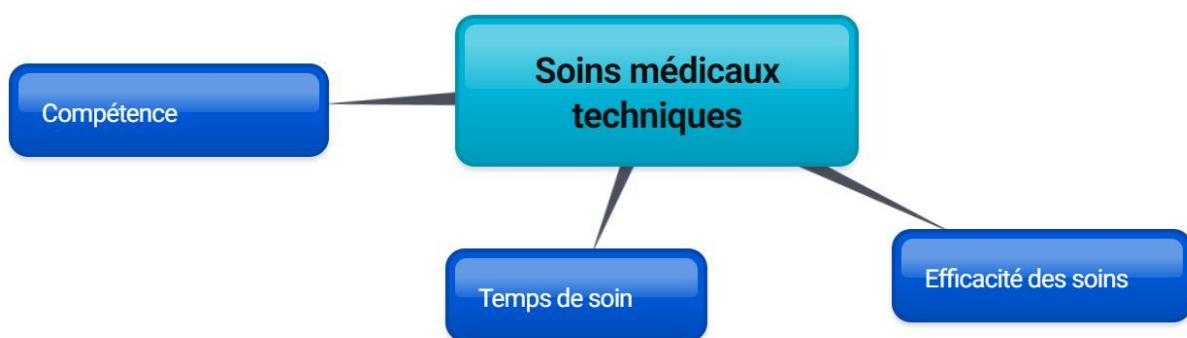 Soins médicaux
techniques
Compétence
Temps de soin
Efficacité des soins